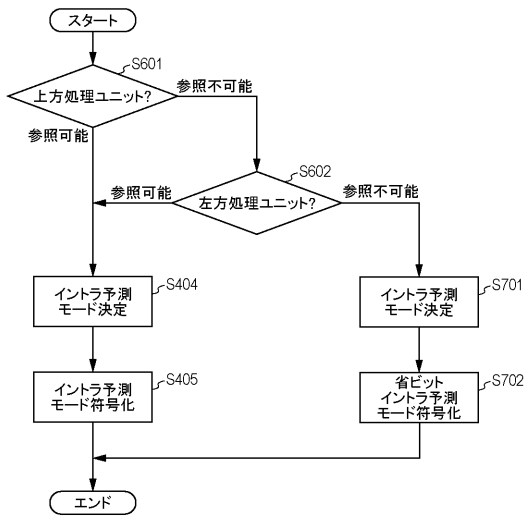 スタート
S601
上方処理ユニット?
参照不可能
参照可能
S602
左方処理ユニット?
参照可能
参照不可能
S404
イントラ予測
モード決定
S701
イントラ予測
モード決定
S405
イントラ予測
モード符号化
S702
省ビット
イントラ予測
モード符号化
エンド